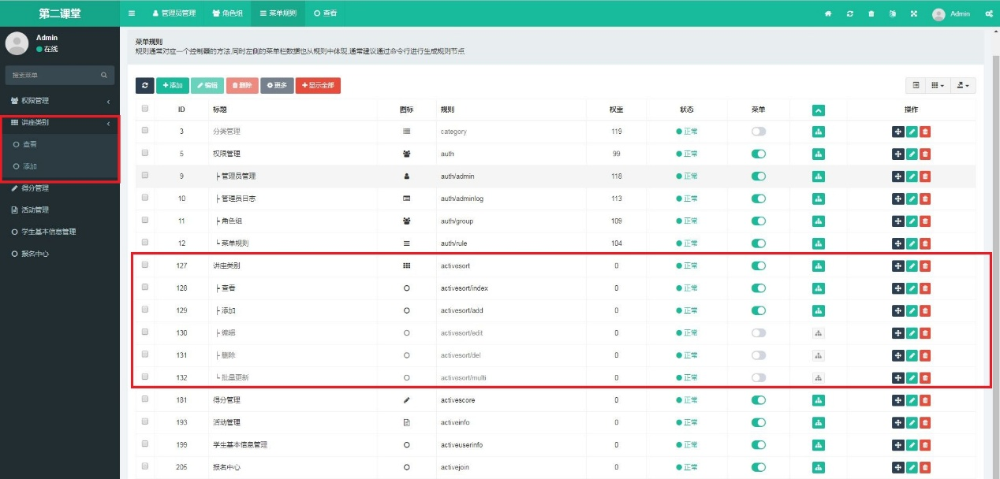 第二课堂
管理员管理 角色组 菜单规则 查看 Admin
Admin
在线
搜索菜单
权限管理
讲座类别
查看
添加
得分管理
活动管理
学生基本信息管理
报名中心
菜单规则
规则通常对应一个控制器的方法,同时左侧的菜单栏数据也从规则中体现,通常建议通过命令行进行生成规则节点
添加 编辑 删除 更多 显示全部
ID 标题 图标 规则 权重 状态 菜单 操作
3 分类管理 category 119 正常
5 权限管理 auth 99 正常
9 ├ 管理员管理 auth/admin 118 正常
10 ├ 管理员日志 auth/adminlog 113 正常
11 ├ 角色组 auth/group 109 正常
12 └ 菜单规则 auth/rule 104 正常
127 讲座类别 activesort 0 正常
128 ├ 查看 activesort/index 0 正常
129 ├ 添加 activesort/add 0 正常
130 ├ 编辑 activesort/edit 0 正常
131 ├ 删除 activesort/del 0 正常
132 └ 批量更新 activesort/multi 0 正常
181 得分管理 activescore 0 正常
193 活动管理 activeinfo 0 正常
199 学生基本信息管理 activeuserinfo 0 正常
205 报名中心 activejoin 0 正常